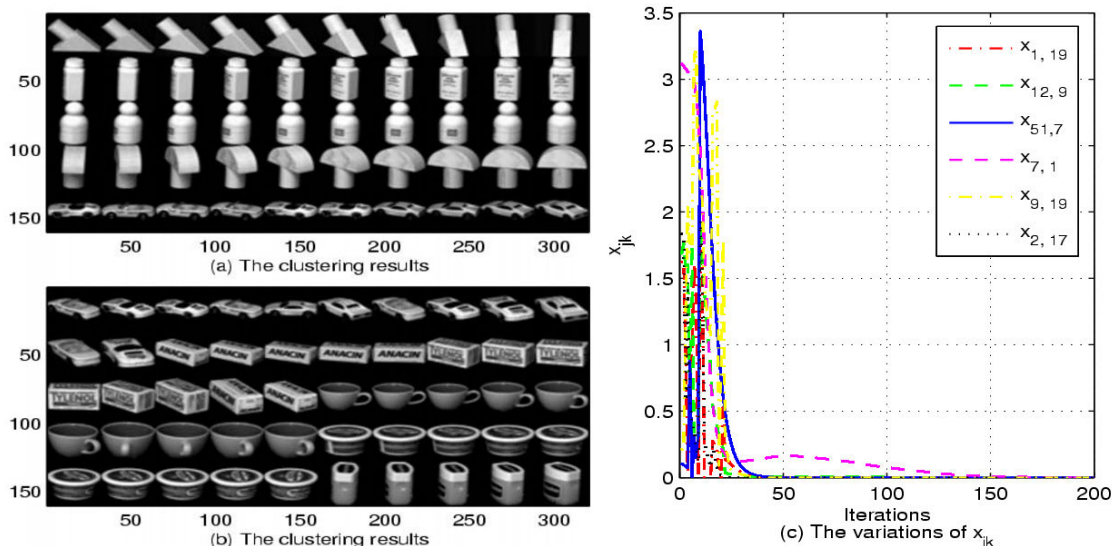 50
100
150
50 100 150 200 250 300
(a) The clustering results
ANACIN ANACIN ANACIN ANACIN TYLENOL TYLENOL TYLENOL
50
TYLENOL
100
150
50 100 150 200 250 300
(b) The clustering results
3.5
3
2.5
2
1.5
1
0.5
0
x_jk
x_1, 19
x_12, 9
x_51,7
x_7, 1
x_9, 19
x_2, 17
0 50 100 150 200
Iterations
(c) The variations of x_jk